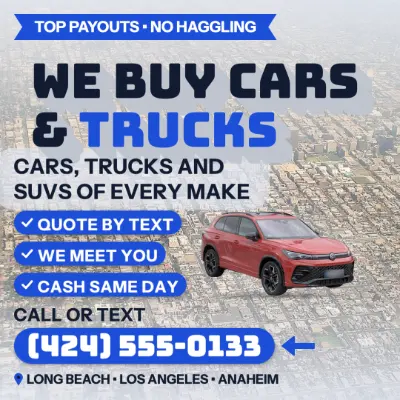 TOP PAYOUTS • NO HAGGLING
WE BUY CARS
& TRUCKS
CARS, TRUCKS AND
SUVS OF EVERY MAKE
QUOTE BY TEXT
WE MEET YOU
CASH SAME DAY
CALL OR TEXT
(424) 555-0133
LONG BEACH • LOS ANGELES • ANAHEIM